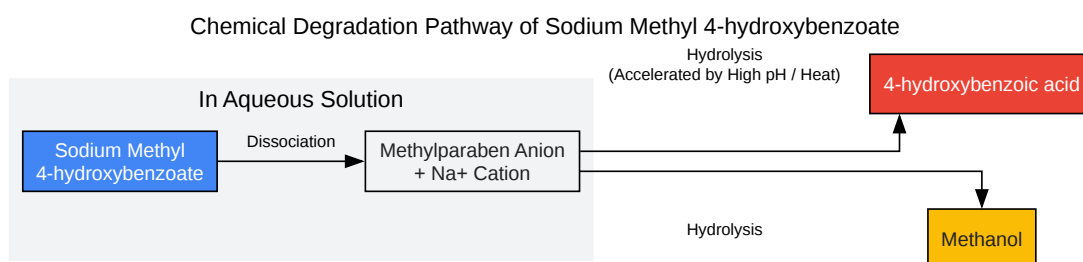 Chemical Degradation Pathway of Sodium Methyl 4-hydroxybenzoate
Hydrolysis
(Accelerated by High pH / Heat)
4-hydroxybenzoic acid
In Aqueous Solution
Sodium Methyl
4-hydroxybenzoate
Dissociation
Methylparaben Anion
+ Na+ Cation
Hydrolysis
Methanol